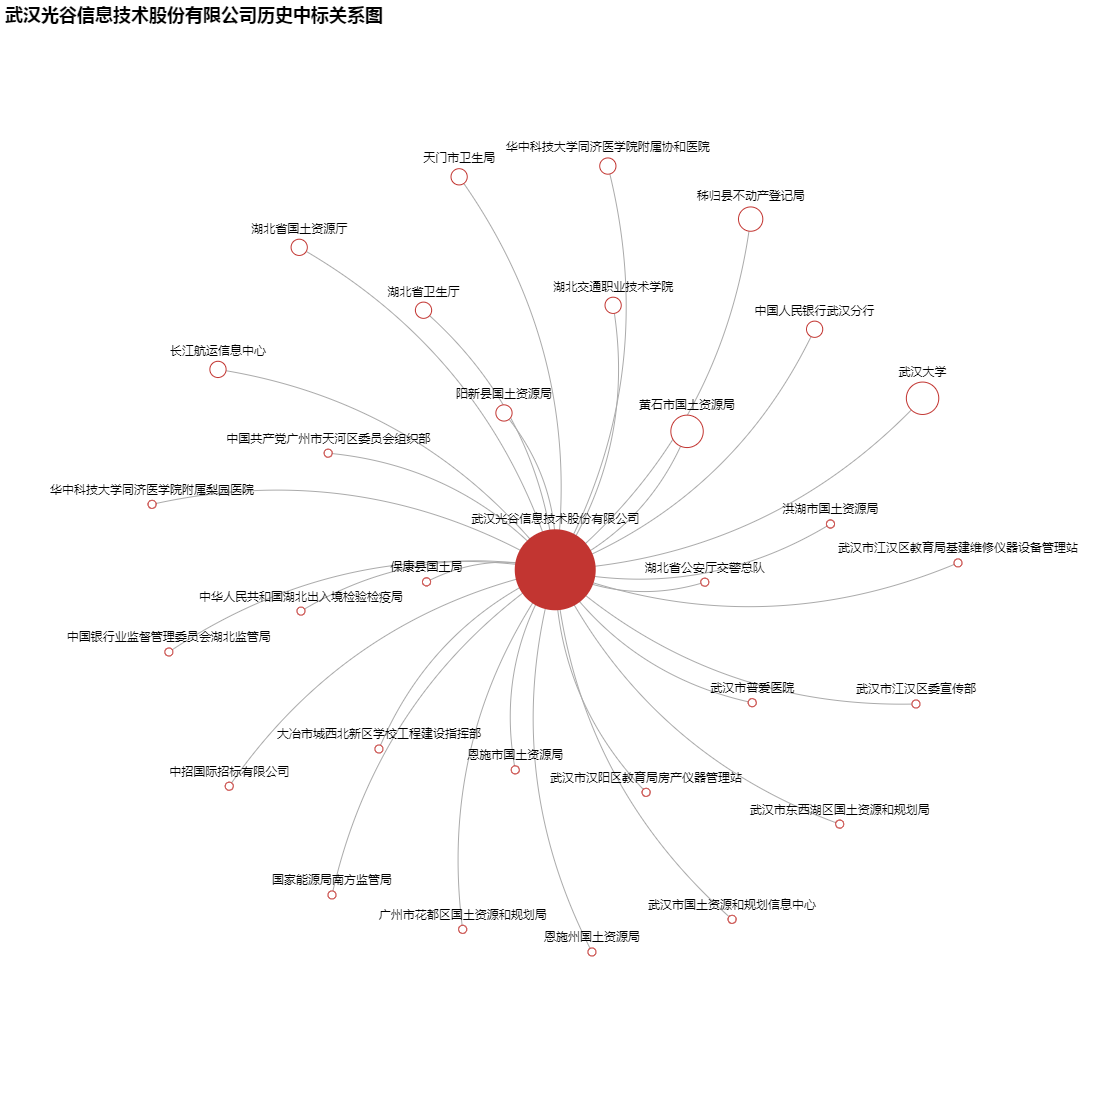 武汉光谷信息技术股份有限公司历史中标关系图
华中科技大学同济医学院附属协和医院
天门市卫生局
秭归县不动产登记局
湖北省国土资源厅
湖北省卫生厅
湖北交通职业技术学院
中国人民银行武汉分行
长江航运信息中心
武汉大学
阳新县国土资源局
黄石市国土资源局
中国共产党广州市天河区委员会组织部
华中科技大学同济医学院附属梨园医院
洪湖市国土资源局
武汉光谷信息技术股份有限公司
武汉市江汉区教育局基建维修仪器设备管理站
保康县国土局
湖北省公安厅交警总队
中华人民共和国湖北出入境检验检疫局
中国银行业监督管理委员会湖北监管局
武汉市普爱医院
武汉市江汉区委宣传部
大冶市城西北新区学校工程建设指挥部
恩施市国土资源局
中招国际招标有限公司
武汉市汉阳区教育局房产仪器管理站
武汉市东西湖区国土资源和规划局
国家能源局南方监管局
武汉市国土资源和规划信息中心
广州市花都区国土资源和规划局
恩施州国土资源局